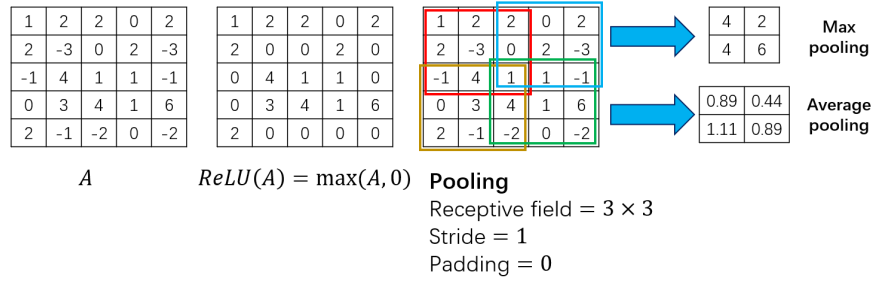 1 2 2 0 2
2 -3 0 2 -3
-1 4 1 1 -1
0 3 4 1 6
2 -1 -2 0 -2
A
1 2 2 0 2
2 0 0 2 0
0 4 1 1 0
0 3 4 1 6
2 0 0 0 0
ReLU(A) = max(A, 0)
1 2 2 0 2
2 -3 0 2 -3
-1 4 1 1 -1
0 3 4 1 6
2 -1 -2 0 -2
Pooling
Receptive field = 3 × 3
Stride = 1
Padding = 0
4 2
4 6
Max
pooling
0.89 0.44
1.11 0.89
Average
pooling